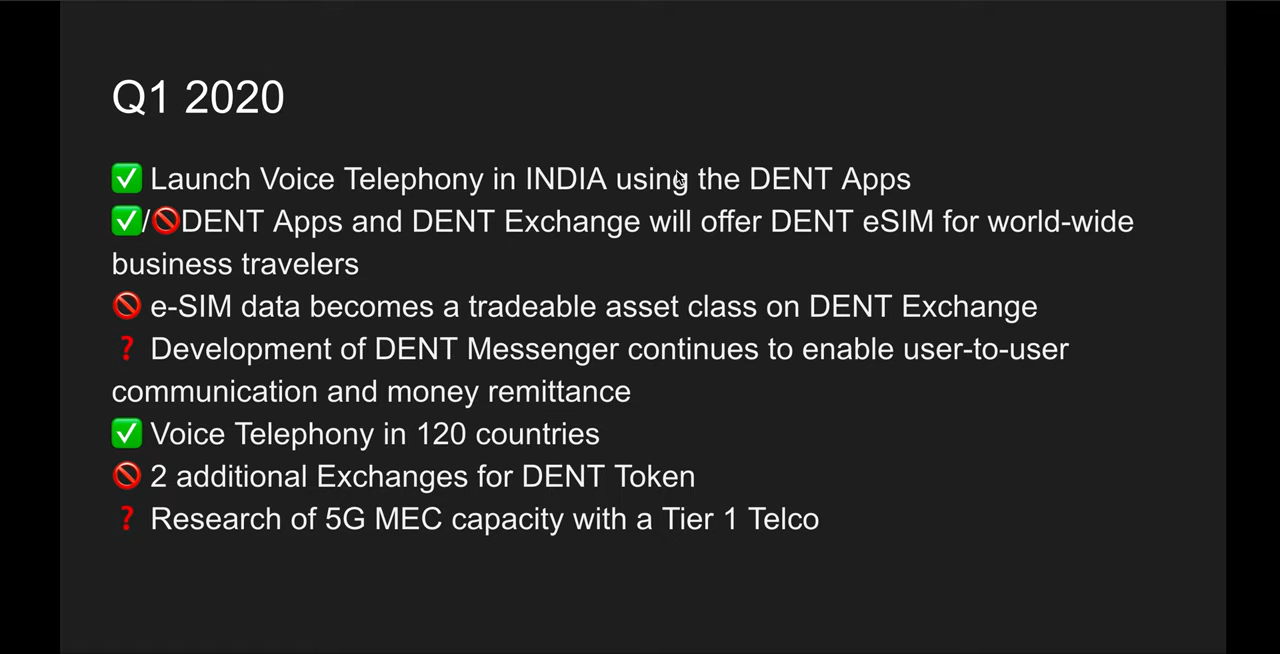 Q1 2020
✅ Launch Voice Telephony in INDIA using the DENT Apps
✅/🚫DENT Apps and DENT Exchange will offer DENT eSIM for world-wide
business travelers
🚫 e-SIM data becomes a tradeable asset class on DENT Exchange
❓ Development of DENT Messenger continues to enable user-to-user
communication and money remittance
✅ Voice Telephony in 120 countries
🚫 2 additional Exchanges for DENT Token
❓ Research of 5G MEC capacity with a Tier 1 Telco